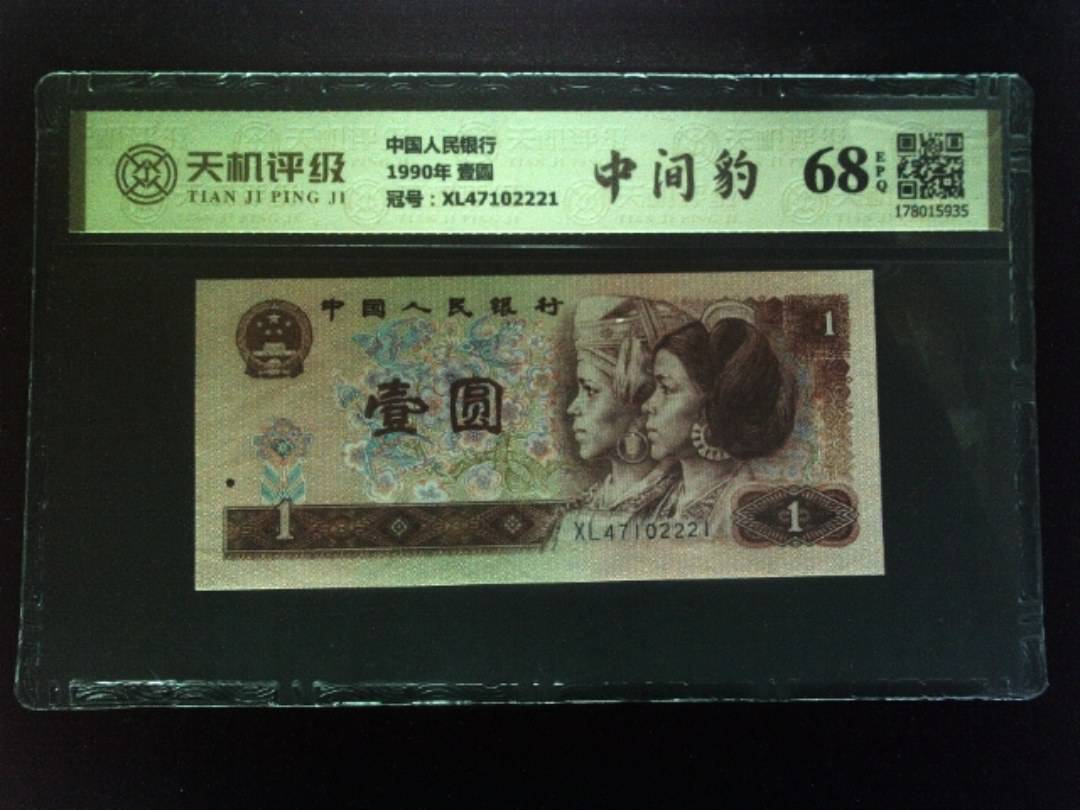 天机评级
TIAN JI PING JI
中国人民银行
1990年 壹圆
冠号：XL47102221
中间豹
68
EPQ
178015935
中国人民银行
1
壹圆
1
XL47102221
1